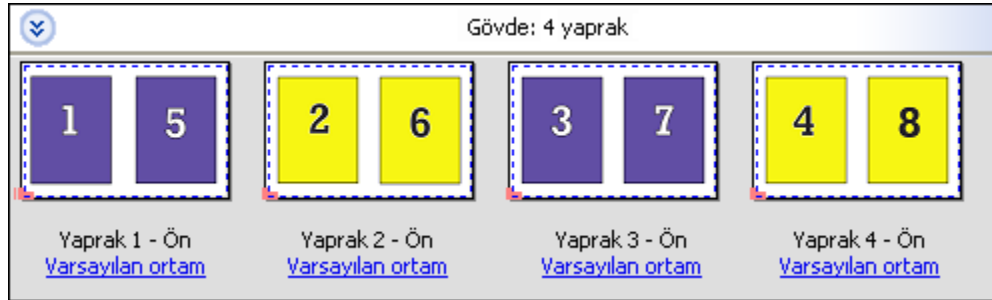 Gövde: 4 yaprak
1 5 2 6 3 7 4 8
Yaprak 1 - Ön Yaprak 2 - Ön Yaprak 3 - Ön Yaprak 4 - Ön
Varsayılan ortam Varsayılan ortam Varsayılan ortam Varsayılan ortam